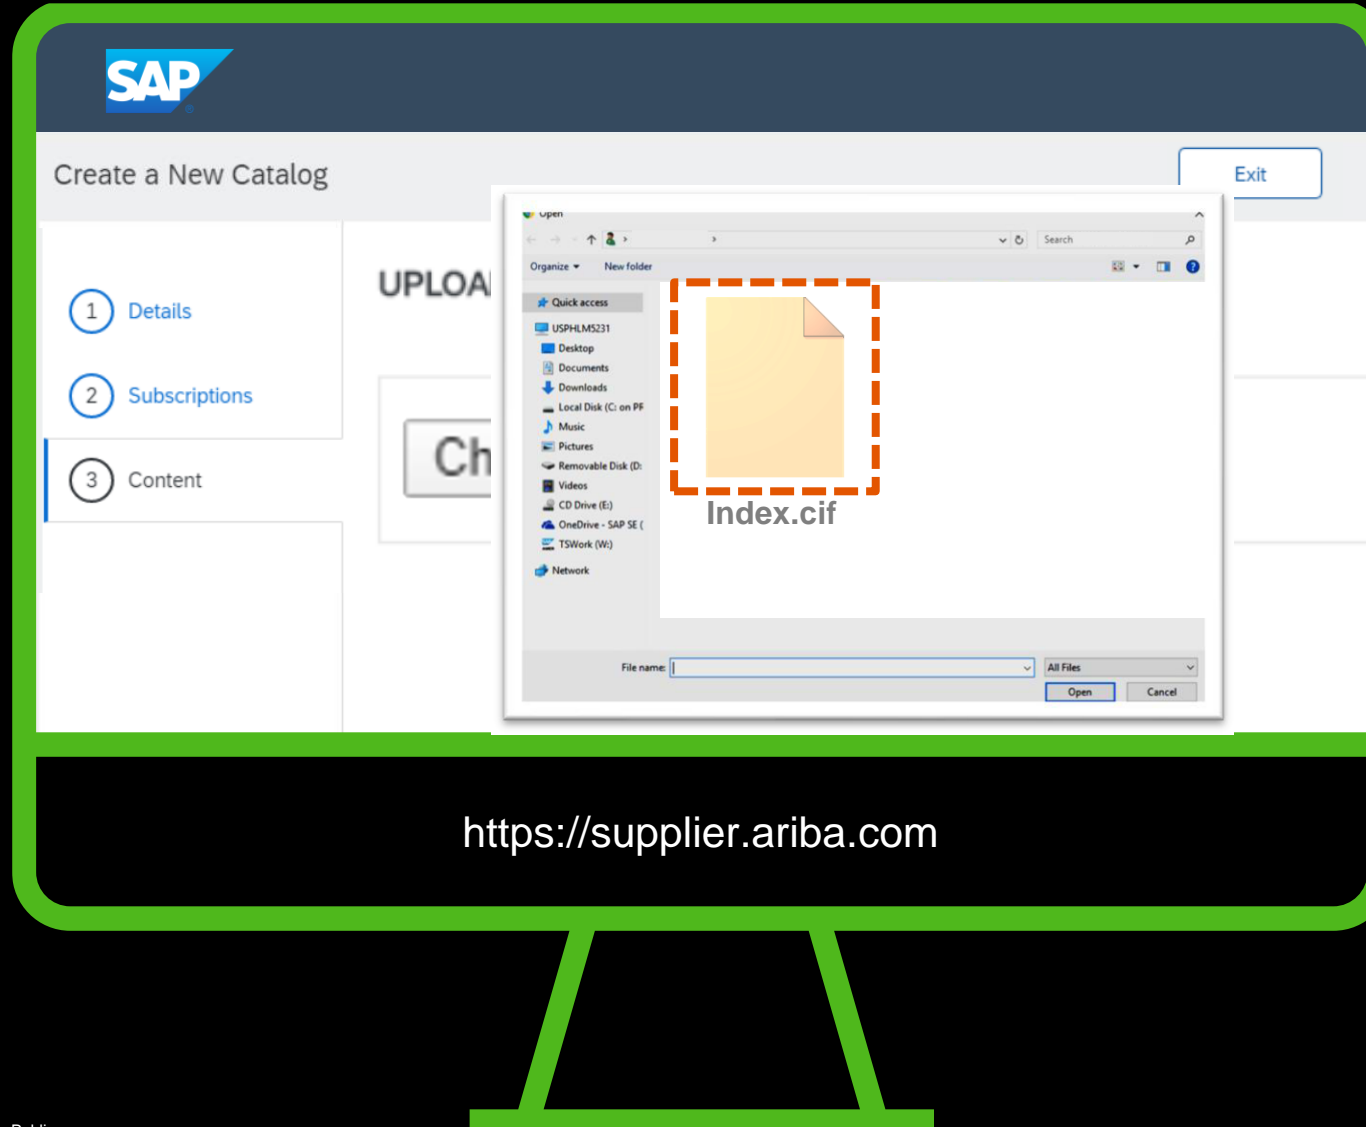 SAP
Create a New Catalog
Exit
Open
Search
Organize
New folder
UPLOA
1 Details
2 Subscriptions
3 Content
Ch
Quick access
USPHLM5231
Desktop
Documents
Downloads
Local Disk (C: on PF
Music
Pictures
Removable Disk (D:
Videos
CD Drive (E:)
OneDrive - SAP SE (
TSWork (W:)
Network
Index.cif
File name:
All Files
Open
Cancel
https://supplier.ariba.com